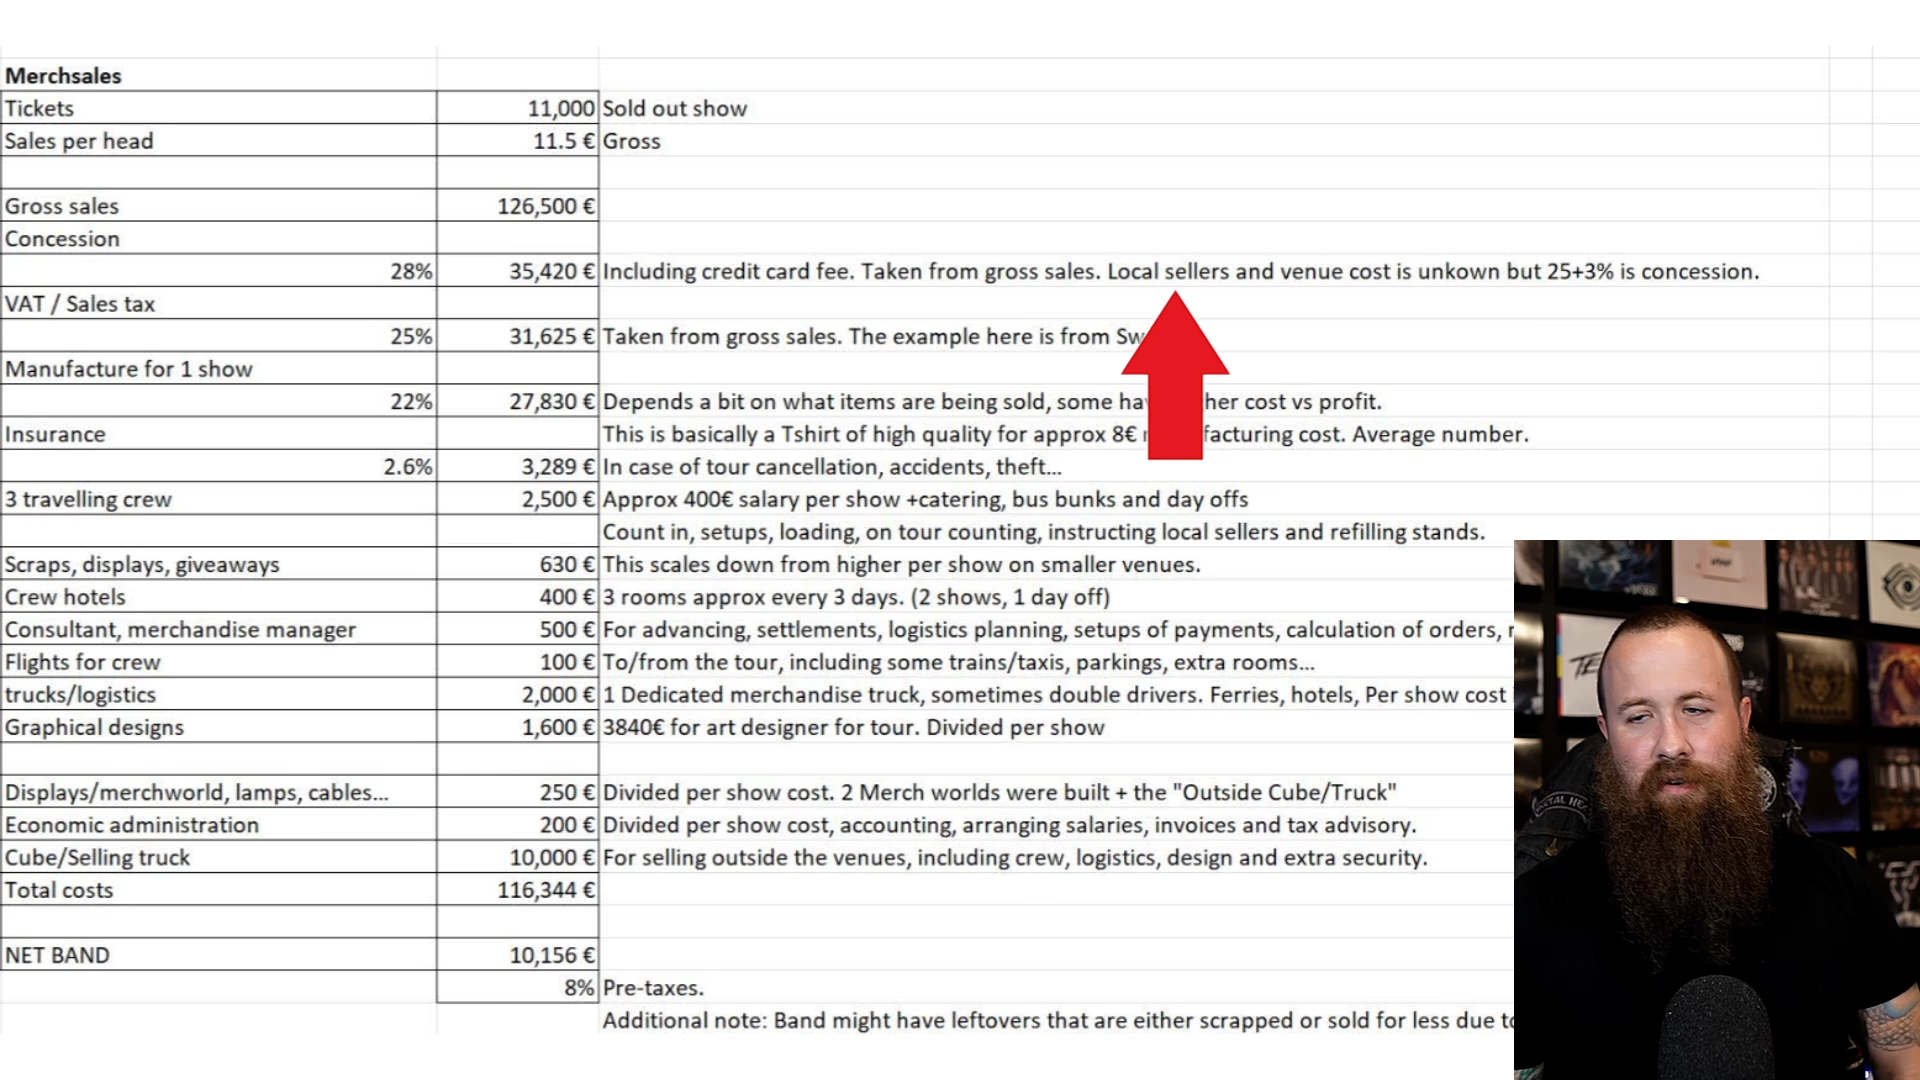 Merchsales
Tickets 11,000 Sold out show
Sales per head 11.5 € Gross
Gross sales 126,500 €
Concession
28% 35,420 € Including credit card fee. Taken from gross sales. Local sellers and venue cost is unkown but 25+3% is concession.
VAT / Sales tax
25% 31,625 € Taken from gross sales. The example here is from
Manufacture for 1 show
22% 27,830 € Depends a bit on what items are being sold, some cost vs profit.
Insurance This is basically a Tshirt of high quality for approx 8€ cost. Average number.
2.6% 3,289 € In case of tour cancellation, accidents, theft...
3 travelling crew 2,500 € Approx 400€ salary per show +catering, bus bunks and day offs
Count in, setups, loading, on tour counting, instructing local sellers and refilling stands.
Scraps, displays, giveaways 630 € This scales down from higher per show on smaller venues.
Crew hotels 400 € 3 rooms approx every 3 days. (2 shows, 1 day off)
Consultant, merchandise manager 500 € For advancing, settlements, logistics planning, setups of payments, calculation of orders,
Flights for crew 100 € To/from the tour, including some trains/taxis, parkings, extra rooms...
trucks/logistics 2,000 € 1 Dedicated merchandise truck, sometimes double drivers. Ferries, hotels, Per show cost
Graphical designs 1,600 € 3840€ for art designer for tour. Divided per show
Displays/merchworld, lamps, cables... 250 € Divided per show cost. 2 Merch worlds were built + the "Outside Cube/Truck"
Economic administration 200 € Divided per show cost, accounting, arranging salaries, invoices and tax advisory.
Cube/Selling truck 10,000 € For selling outside the venues, including crew, logistics, design and extra security.
Total costs 116,344 €
NET BAND 10,156 €
8% Pre-taxes.
Additional note: Band might have leftovers that are either scrapped or sold for less due